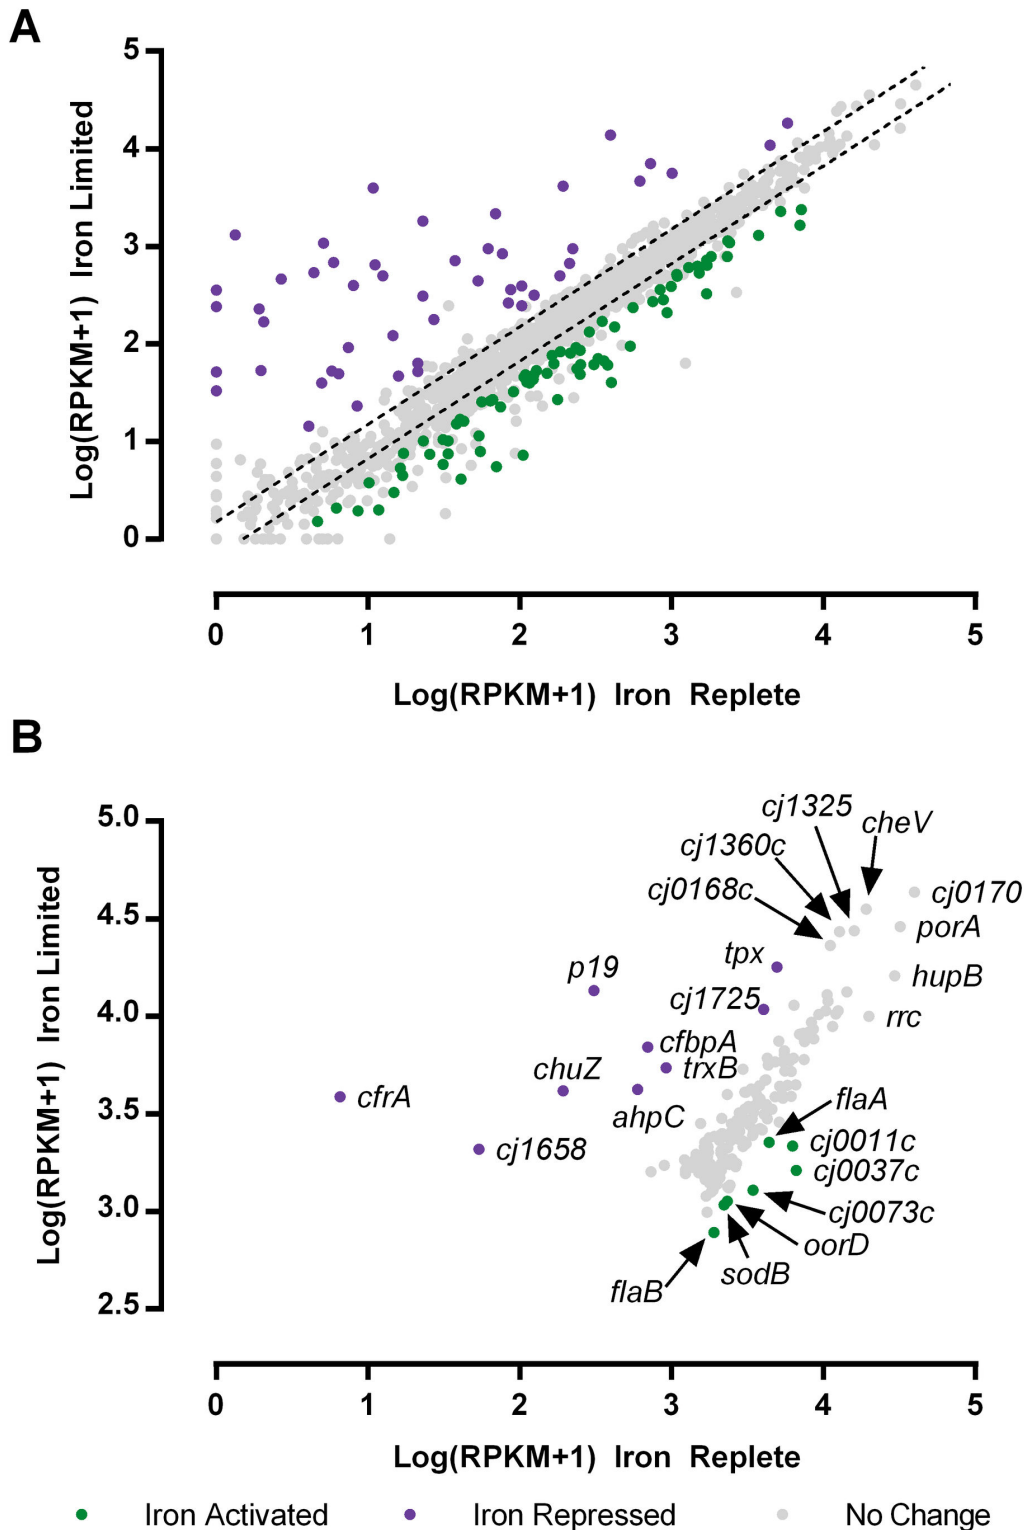 A
5
4
3
2
1
0
Log(RPKM+1) Iron Limited
0 1 2 3 4 5
Log(RPKM+1) Iron Replete
B
5.0
4.5
4.0
3.5
3.0
2.5
Log(RPKM+1) Iron Limited
cj1325
cheV
cj1360c
cj0168c
cj0170
porA
tpx
p19
hupB
cj1725
rrc
cfbpA
chuZ
trxB
cfrA
ahpC
flaA
cj1658
cj0011c
cj0037c
cj0073c
oorD
sodB
flaB
0 1 2 3 4 5
Log(RPKM+1) Iron Replete
Iron Activated Iron Repressed No Change